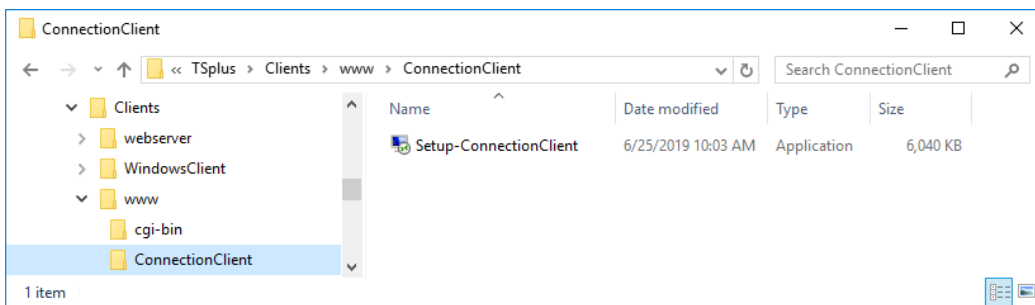 ConnectionClient
« TSplus > Clients > www > ConnectionClient
Search ConnectionClient
Clients
webserver
WindowsClient
www
cgi-bin
ConnectionClient
Name Date modified Type Size
Setup-ConnectionClient 6/25/2019 10:03 AM Application 6,040 KB
1 item